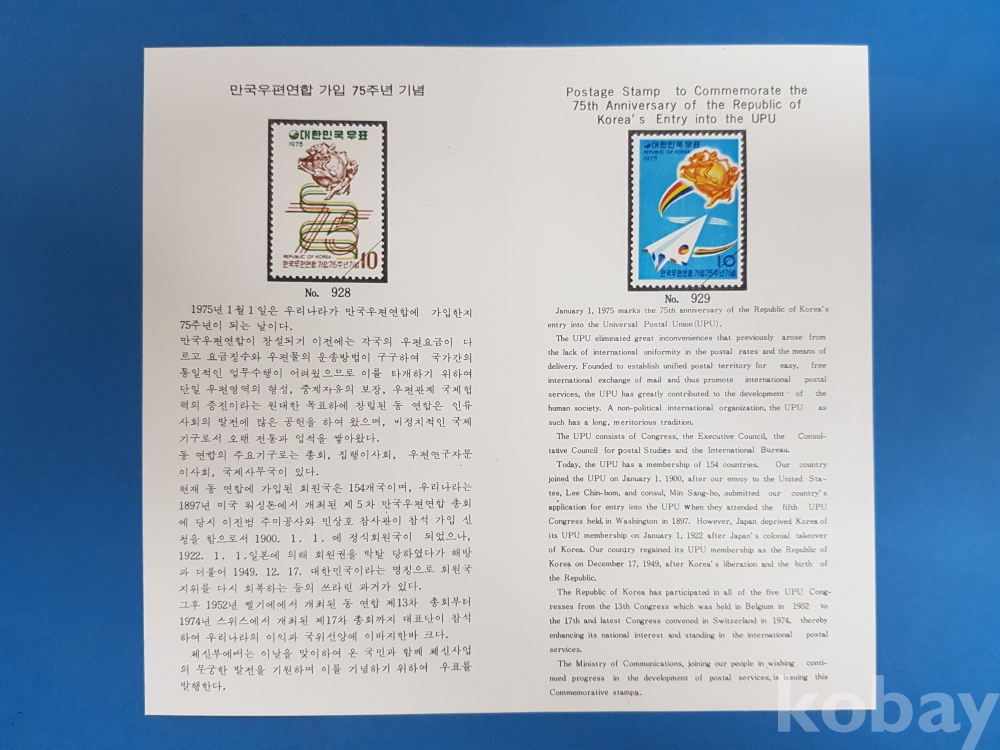 만국우편연합 가입 75주년 기념
대한민국우표
1975
REPUBLIC OF KOREA
10
만국우편연합 가입 75주년기념
No. 928
1975년 1월 1일은 우리나라가 만국우편연합에 가입한지
75주년이 되는 날이다.
만국우편연합이 창설되기 이전에는 각국의 우편요금이 다
르고 요금징수와 우편물의 운송방법이 구구하여 국가간의
통일적인 업무수행이 어려웠으므로 이를 타개하기 위하여
단일 우편영역의 형성, 중계자유의 보장, 우편관계 국제협
력의 증진이라는 원대한 목표하에 창립된 동 연합은 인류
사회의 발전에 많은 공헌을 하여 왔으며, 비정치적인 국제
기구로서 오랜 전통과 업적을 쌓아왔다.
동 연합의 주요기구로는 총회, 집행이사회, 우편연구자문
이사회, 국제사무국이 있다.
현재 동 연합에 가입된 회원국은 154개국이며, 우리나라는
1897년 미국 워싱톤에서 개최된 제5차 만국우편연합 총회
에 당시 이진범 주미공사와 민상호 참사관이 참석 가입 신
청을 함으로서 1900. 1. 1. 에 정식회원국이 되었으나,
1922. 1. 1.일본에 의해 회원권을 박탈 당하였다가 해방
과 더불어 1949. 12. 17. 대한민국이라는 명칭으로 회원국
지위를 다시 회복하는 등의 쓰라린 과거가 있다.
그후 1952년 벨기에에서 개최된 동 연합 제13차 총회부터
1974년 스위스에서 개최된 제17차 총회까지 대표단이 참석
하여 우리나라의 이익과 국위선양에 이바지한바 크다.
체신부에서는 이날을 맞이하여 온 국민과 함께 체신사업
의 무궁한 발전을 기원하며 이를 기념하기 위하여 우표를
발행한다.
Postage Stamp to Commemorate the
75th Anniversary of the Republic of
Korea's Entry into the UPU
대한민국우표
REPUBLIC OF KOREA
1975
10
만국우편연합 가입75주년기념
No. 929
January 1, 1975 marks the 75th anniversary of the Republic of Korea's
entry into the Universal Postal Union (UPU).
The UPU eliminated great inconveniences that previously arose from
the lack of international uniformity in the postal rates and the means of
delivery. Founded to establish unified postal territory for easy, free
international exchange of mail and thus promote international postal
services, the UPU has greatly contributed to the development of the
human society. A non-political international organization, the UPU as
such has a long, meritorious tradition.
The UPU consists of Congress, the Executive Council, the Consul-
tative Council for postal Studies and the International Bureau.
Today, the UPU has a membership of 154 countries. Our country
joined the UPU on January 1, 1900, after our envoy to the United Sta-
tes, Lee Chin-bom, and consul, Min Sang-ho, submitted our country's
application for entry into the UPU when they attended the fifth UPU
Congress held, in Washington in 1897. However, Japan deprived Korea of
its UPU membership on January 1, 1922 after Japan's colonial takeover
of Korea. Our country regained its UPU membership as the Republic of
Korea on December 17, 1949, after Korea's liberation and the birth of
the Republic.
The Republic of Korea has participated in all of the five UPU Cong-
resses from the 13th Congress which was held in Belgium in 1952 to
the 17th and latest Congress convened in Switzerland in 1974, thereby
enhancing its national interest and standing in the international postal
services.
The Ministry of Communications, joining our people in wishing conti-
nued progress in the development of postal services, is issuing this
Commemorative stamps.
kobay